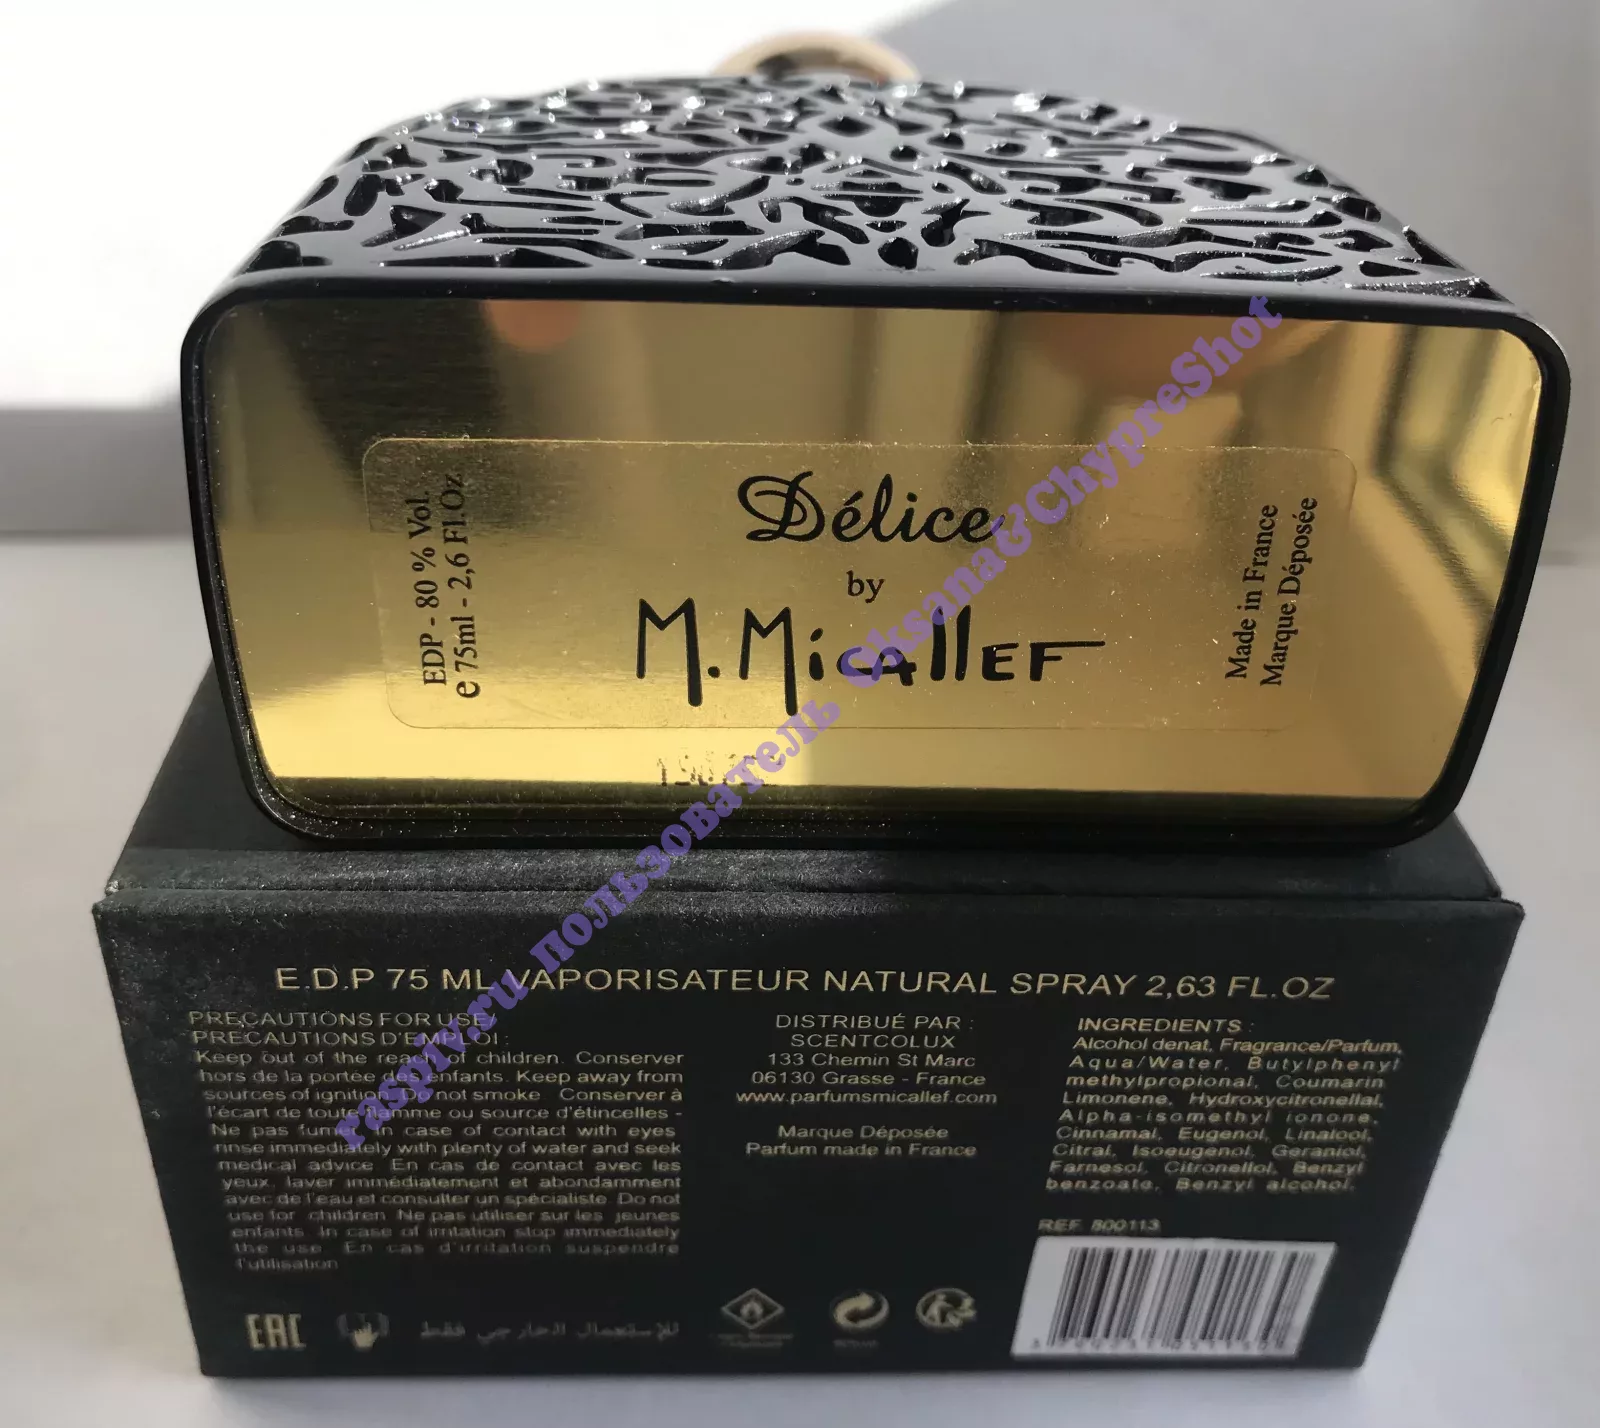 EDP - 80 % Vol.
e 75ml - 2,6 Fl.Oz.
Délice
by
M.MicallEF
Made in France
Marque Déposée
raspiv.ru пользователь Oksana&ChypreShot
E.D.P 75 ML VAPORISATEUR NATURAL SPRAY 2,63 FL.OZ
PRECAUTIONS FOR USE/
PRÉCAUTIONS D'EMPLOI :
Keep out of the reach of children. Conserver
hors de la portée des enfants. Keep away from
sources of ignition. Do not smoke. Conserver à
l'écart de toute flamme ou source d'étincelles -
Ne pas fumer. In case of contact with eyes
rinse immediately with plenty of water and seek
medical advice. En cas de contact avec les
yeux, laver immédiatement et abondamment
avec de l'eau et consulter un spécialiste. Do not
use for children. Ne pas utiliser sur les jeunes
enfants. In case of irritation stop immediately
the use. En cas d'irritation suspendre
l'utilisation
DISTRIBUÉ PAR :
SCENTCOLUX
133 Chemin St Marc
06130 Grasse - France
www.parfumsmicallef.com
Marque Déposée
Parfum made in France
INGREDIENTS :
Alcohol denat, Fragrance/Parfum,
Aqua/Water, Butylphenyl
methylpropional, Coumarin
Limonene, Hydroxycitronellal,
Alpha-isomethyl ionone,
Cinnamal, Eugenol, Linalool,
Citral, Isoeugenol, Geraniol,
Farnesol, Citronellol, Benzyl
benzoate, Benzyl alcohol.
REF. 800113
EAC
للإستعمال الخارجي فقط